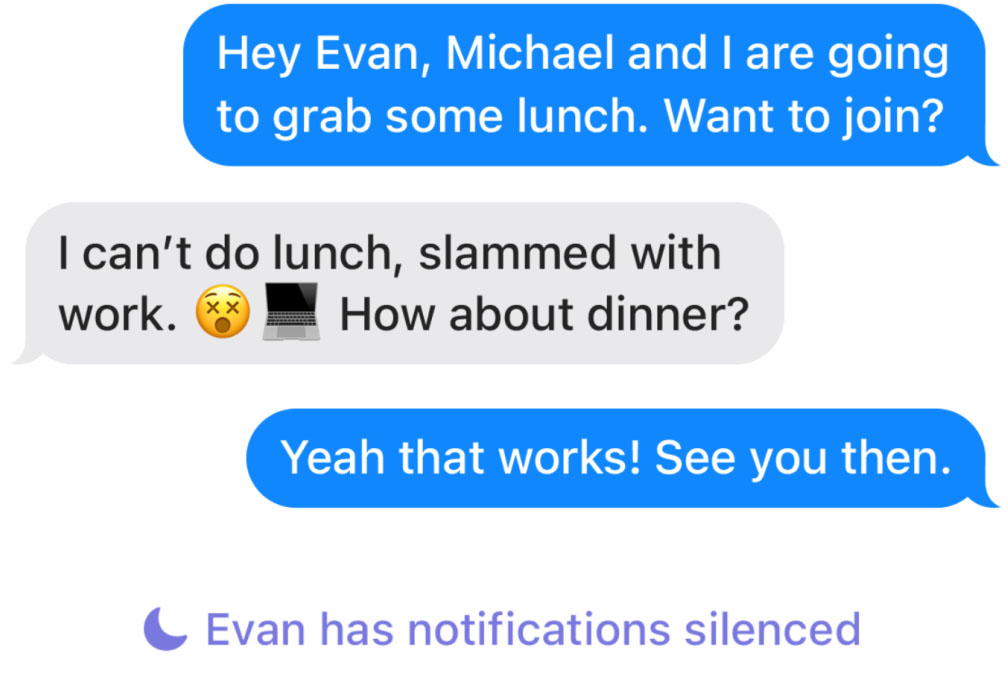 Hey Evan, Michael and I are going
to grab some lunch. Want to join?
I can’t do lunch, slammed with
work. 😵 💻 How about dinner?
Yeah that works! See you then.
Evan has notifications silenced